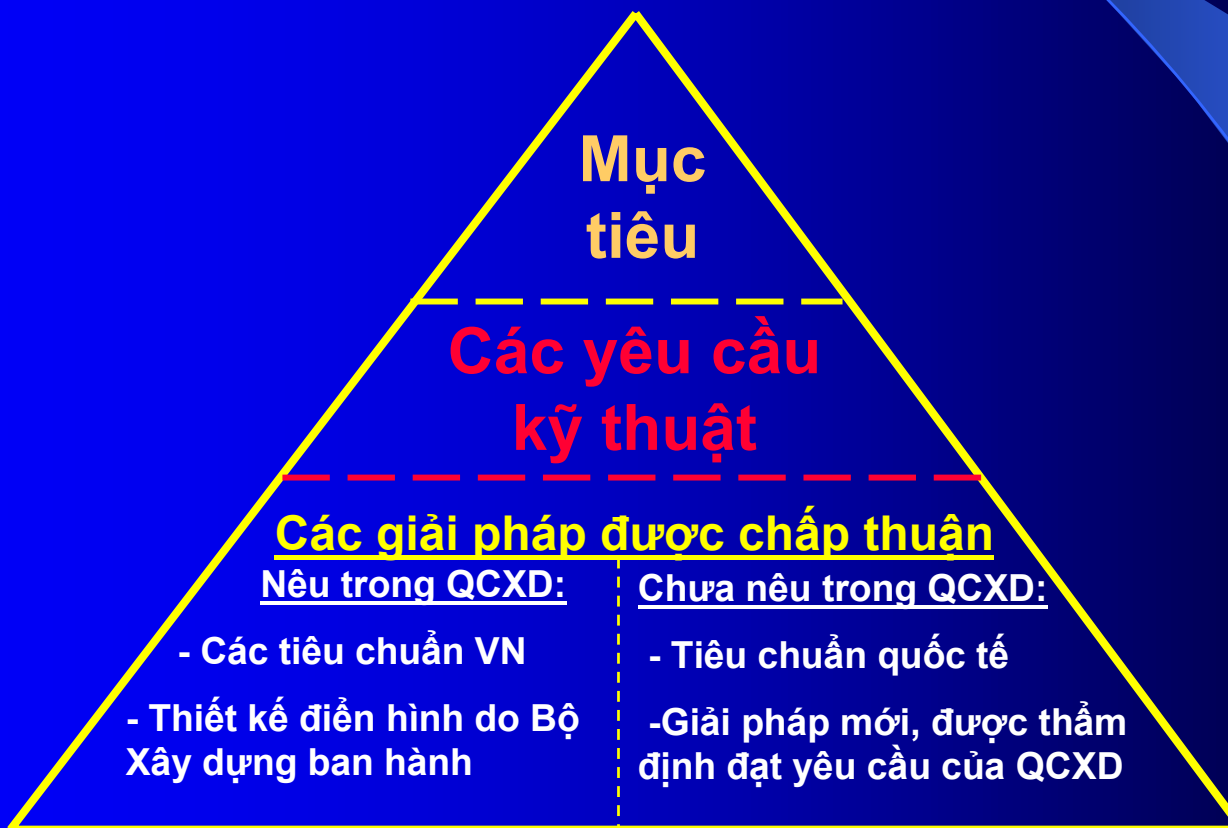 Mục
tiêu
Các yêu cầu
kỹ thuật
Các giải pháp được chấp thuận
Nêu trong QCXD:
- Các tiêu chuẩn VN
- Thiết kế điển hình do Bộ
Xây dựng ban hành
Chưa nêu trong QCXD:
- Tiêu chuẩn quốc tế
-Giải pháp mới, được thẩm
định đạt yêu cầu của QCXD